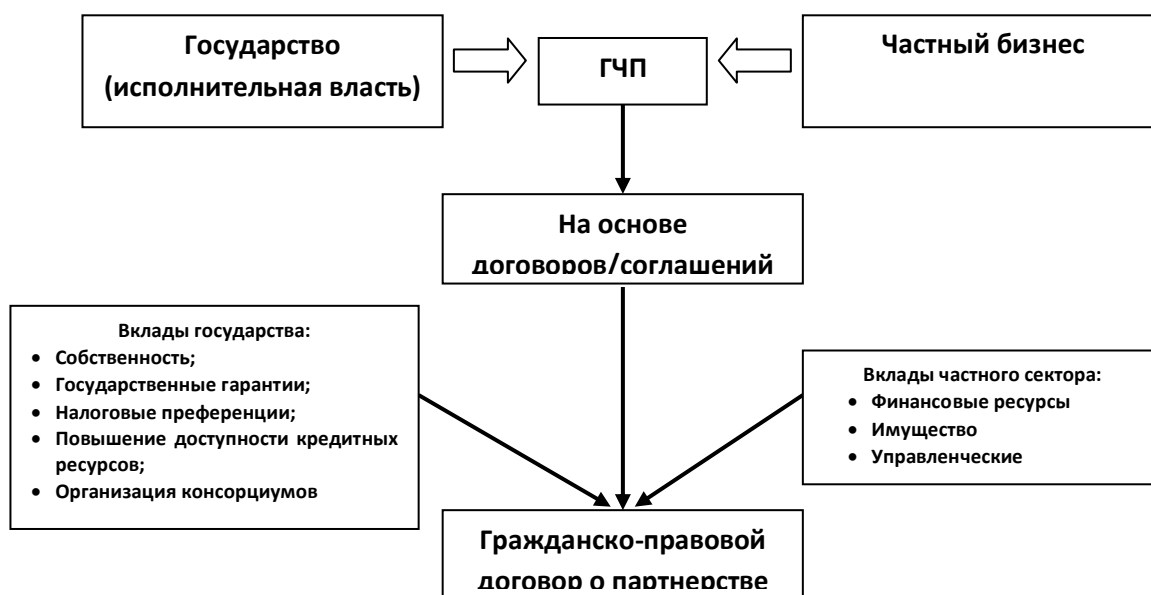 Государство
(исполнительная власть)
ГЧП
Частный бизнес
На основе
договоров/соглашений
Вклады государства:
• Собственность;
• Государственные гарантии;
• Налоговые преференции;
• Повышение доступности кредитных
ресурсов;
• Организация консорциумов
Вклады частного сектора:
• Финансовые ресурсы
• Имущество
• Управленческие
Гражданско-правовой
договор о партнерстве